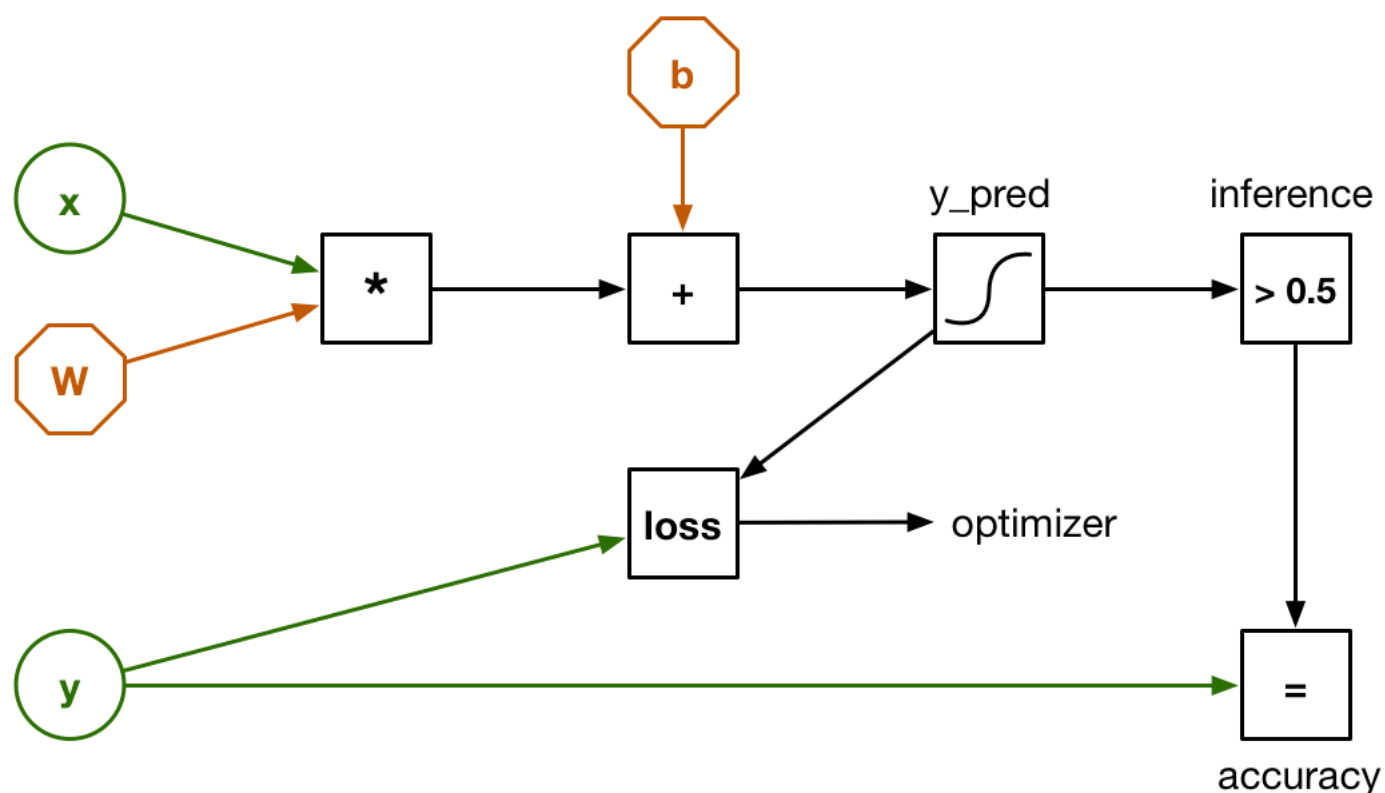 b
x
y_pred
inference
*
+
> 0.5
W
loss
optimizer
y
=
accuracy